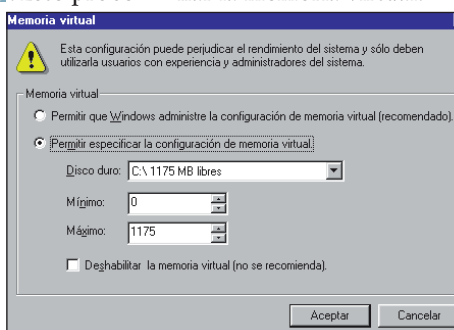 Memoria virtual
Esta configuración puede perjudicar el rendimiento del sistema y sólo deben
utilizarla usuarios con experiencia y administradores del sistema.
Memoria virtual
Permitir que Windows administre la configuración de memoria virtual (recomendado).
Permitir especificar la configuración de memoria virtual.
Disco duro: C:\ 1175 MB libres
Mínimo: 0
Máximo: 1175
Deshabilitar la memoria virtual (no se recomienda).
Aceptar Cancelar